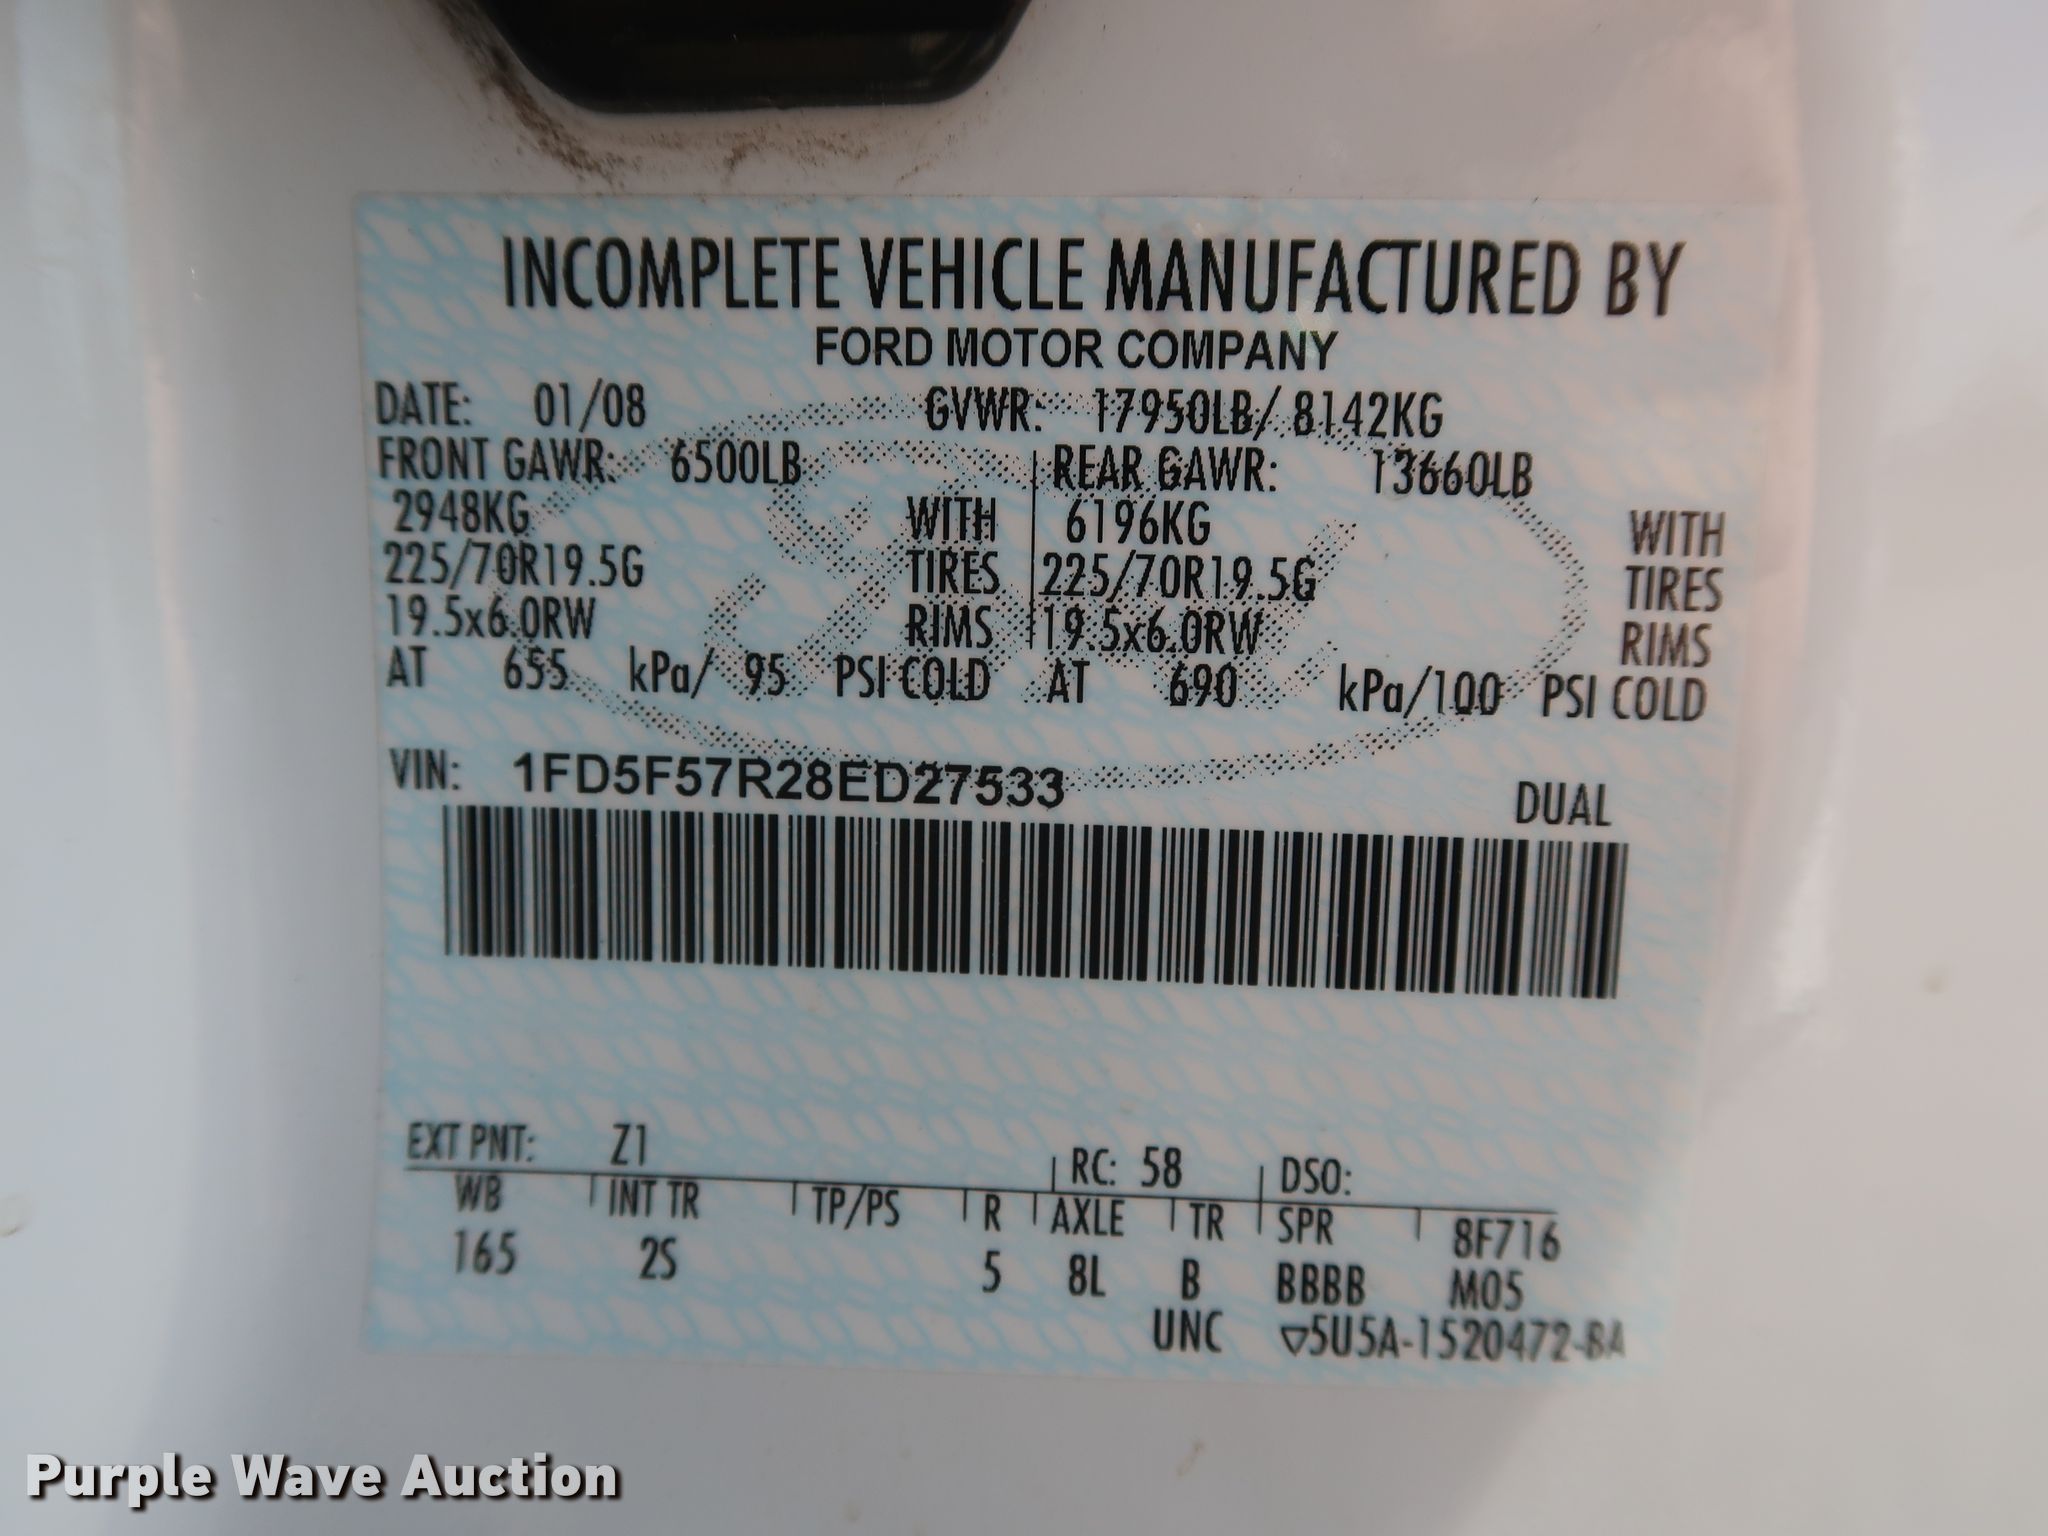 INCOMPLETE VEHICLE MANUFACTURED BY
FORD MOTOR COMPANY
DATE: 01/08 GVWR: 17950LB/ 8142KG
FRONT GAWR: 6500LB REAR GAWR: 13660LB
2948KG WITH 6196KG WITH
225/70R19.5G TIRES 225/70R19.5G TIRES
19.5x6.0RW RIMS 19.5x6.0RW RIMS
AT 655 kPa/ 95 PSI COLD AT 690 kPa/100 PSI COLD
VIN: 1FD5F57R28ED27533 DUAL
EXT PNT: Z1 RC: 58 DSO:
WB INT TR TP/PS R AXLE TR SPR 8F716
165 2S 5 8L B BBBB M05
UNC ▽5U5A-1520472-BA
Purple Wave Auction